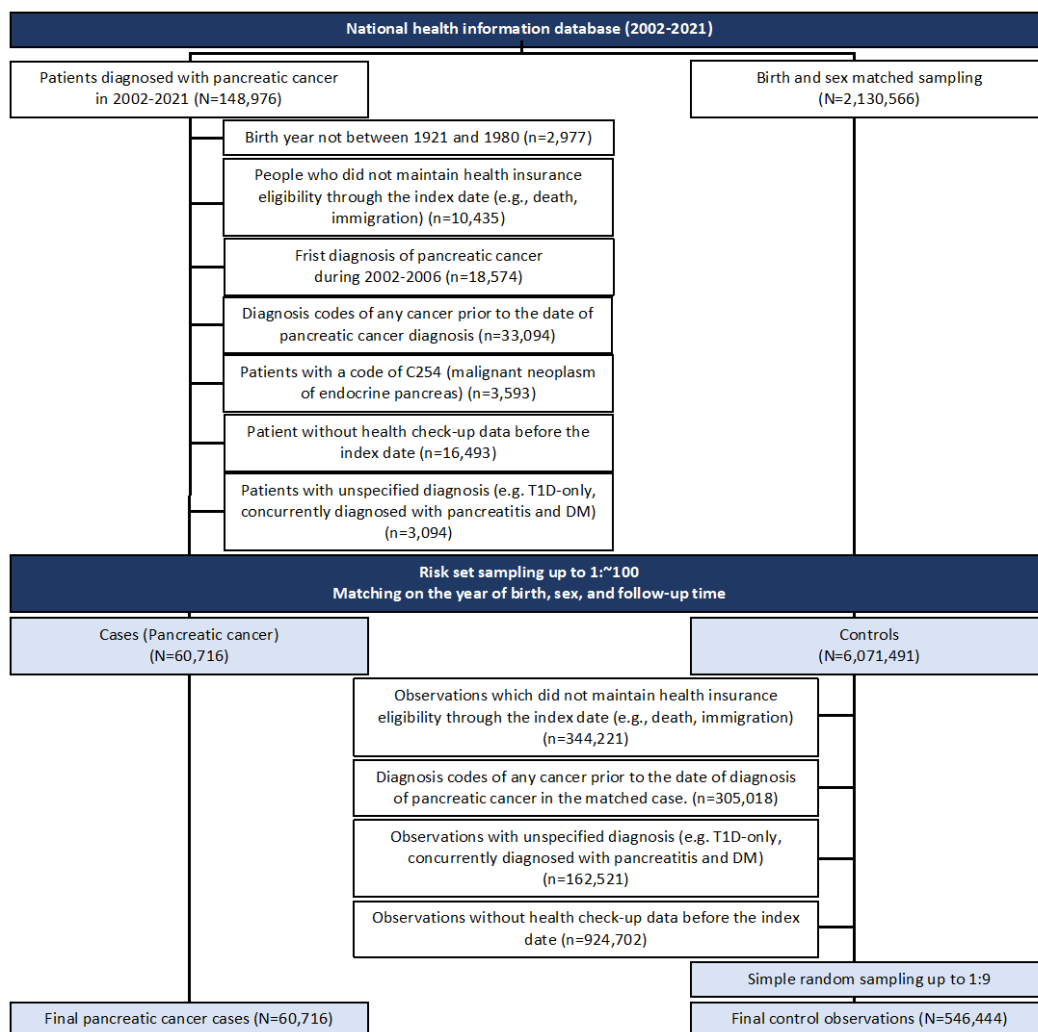 National health information database (2002-2021)
Patients diagnosed with pancreatic cancer
in 2002-2021 (N=148,976)
Birth and sex matched sampling
(N=2,130,566)
Birth year not between 1921 and 1980 (n=2,977)
People who did not maintain health insurance
eligibility through the index date (e.g., death,
immigration) (n=10,435)
Frist diagnosis of pancreatic cancer
during 2002-2006 (n=18,574)
Diagnosis codes of any cancer prior to the date of
pancreatic cancer diagnosis (n=33,094)
Patients with a code of C254 (malignant neoplasm
of endocrine pancreas) (n=3,593)
Patient without health check-up data before the
index date (n=16,493)
Patients with unspecified diagnosis (e.g. T1D-only,
concurrently diagnosed with pancreatitis and DM)
(n=3,094)
Risk set sampling up to 1:~100
Matching on the year of birth, sex, and follow-up time
Cases (Pancreatic cancer)
(N=60,716)
Controls
(N=6,071,491)
Observations which did not maintain health insurance
eligibility through the index date (e.g., death, immigration)
(n=344,221)
Diagnosis codes of any cancer prior to the date of diagnosis
of pancreatic cancer in the matched case. (n=305,018)
Observations with unspecified diagnosis (e.g. T1D-only,
concurrently diagnosed with pancreatitis and DM)
(n=162,521)
Observations without health check-up data before the index
date (n=924,702)
Simple random sampling up to 1:9
Final pancreatic cancer cases (N=60,716)
Final control observations (N=546,444)